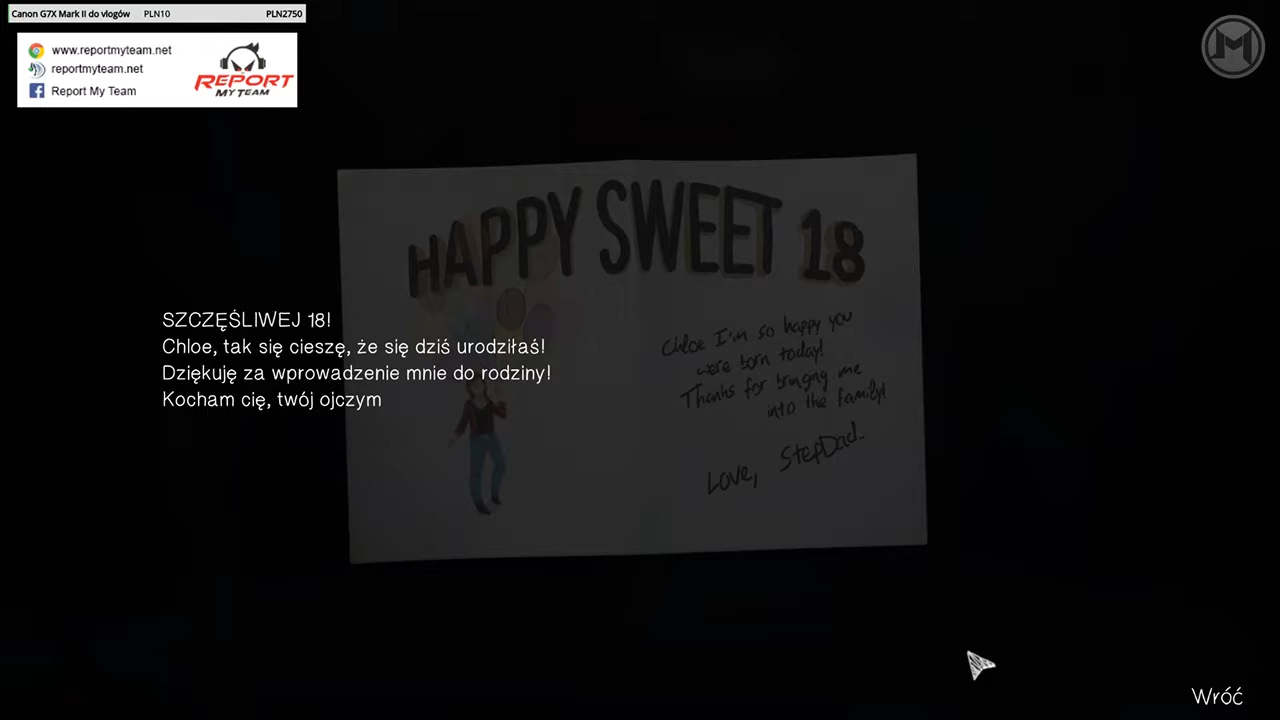 Canon G7X Mark II do vlogów PLN10 PLN2750
www.reportmyteam.net
reportmyteam.net
Report My Team
REPORT
MY TEAM
M
HAPPY SWEET 18
SZCZĘŚLIWEJ 18!
Chloe, tak się cieszę, że się dziś urodziłaś!
Dziękuję za wprowadzenie mnie do rodziny!
Kocham cię, twój ojczym
Chloe I'm so happy you
were born today!
Thanks for bringing me
into the family!
Love, StepDad
Wróć